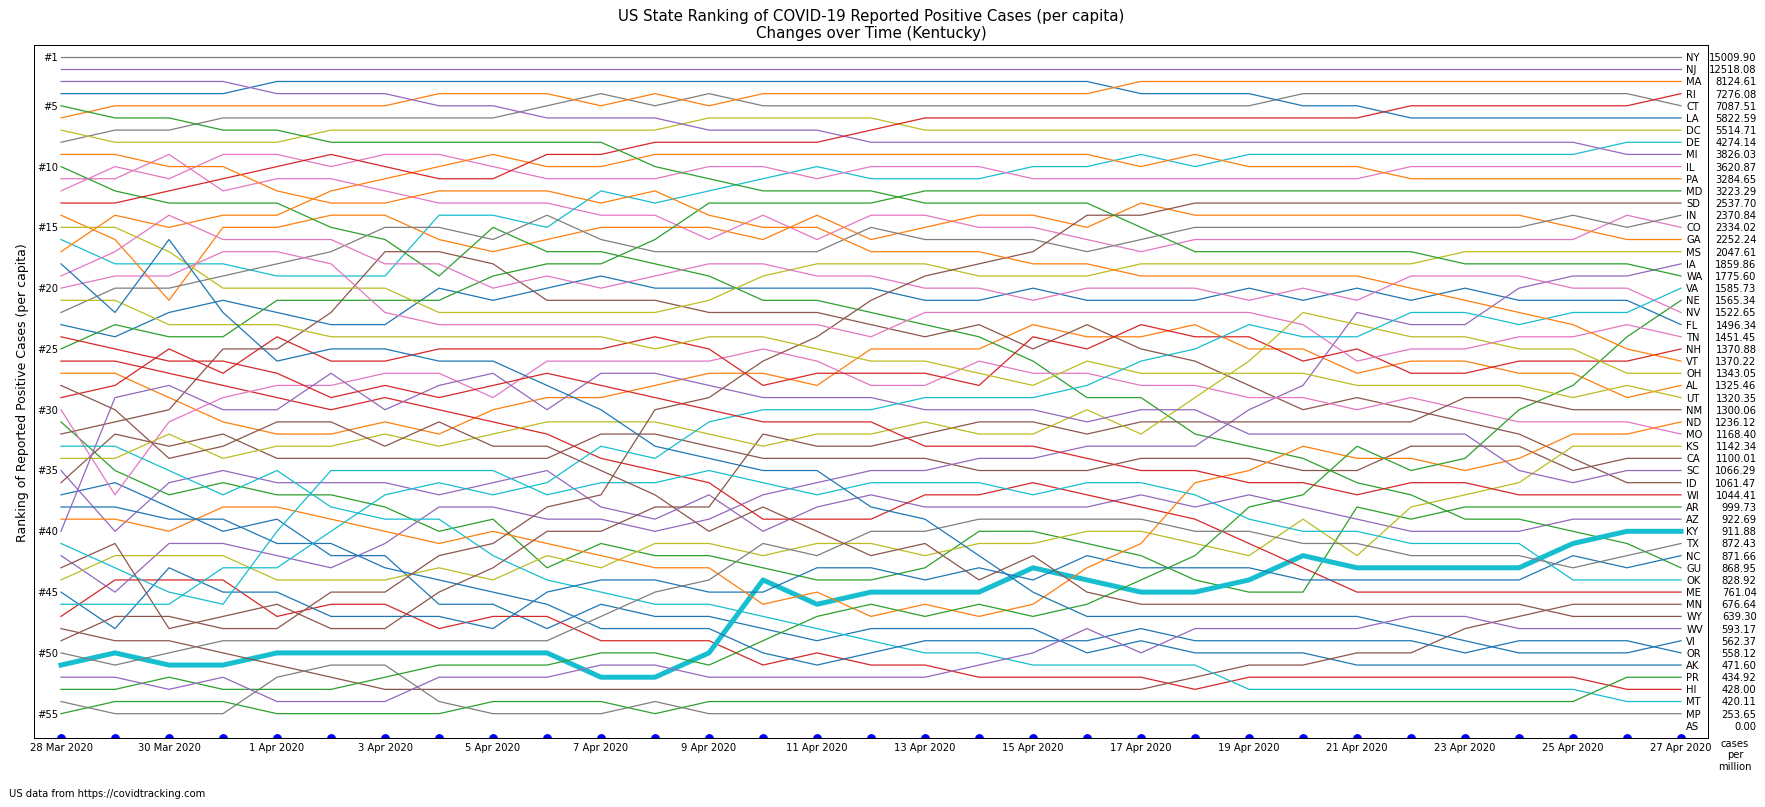 US State Ranking of COVID-19 Reported Positive Cases (per capita)
Changes over Time (Kentucky)
Ranking of Reported Positive Cases (per capita)
#1
#5
#10
#15
#20
#25
#30
#35
#40
#45
#50
#55
NY 15009.90
NJ 12518.08
MA 8124.61
RI 7276.08
CT 7087.51
LA 5822.59
DC 5514.71
DE 4274.14
MI 3826.03
IL 3620.87
PA 3284.65
MD 3223.29
SD 2537.70
IN 2370.84
CO 2334.02
GA 2252.24
MS 2047.61
IA 1859.86
WA 1775.60
VA 1585.73
NE 1565.34
NV 1522.65
FL 1496.34
TN 1451.45
NH 1370.88
VT 1370.22
OH 1343.05
AL 1325.46
UT 1320.35
NM 1300.06
ND 1236.12
MO 1168.40
KS 1142.34
CA 1100.01
SC 1066.29
ID 1061.47
WI 1044.41
AR 999.73
AZ 922.69
KY 911.88
TX 872.43
NC 871.66
GU 868.95
OK 828.92
ME 761.04
MN 676.64
WY 639.30
WV 593.17
VI 562.37
OR 558.12
AK 471.60
PR 434.92
HI 428.00
MT 420.11
MP 253.65
AS 0.00
28 Mar 2020 30 Mar 2020 1 Apr 2020 3 Apr 2020 5 Apr 2020 7 Apr 2020 9 Apr 2020 11 Apr 2020 13 Apr 2020 15 Apr 2020 17 Apr 2020 19 Apr 2020 21 Apr 2020 23 Apr 2020 25 Apr 2020 27 Apr 2020
cases
per
million
US data from https://covidtracking.com